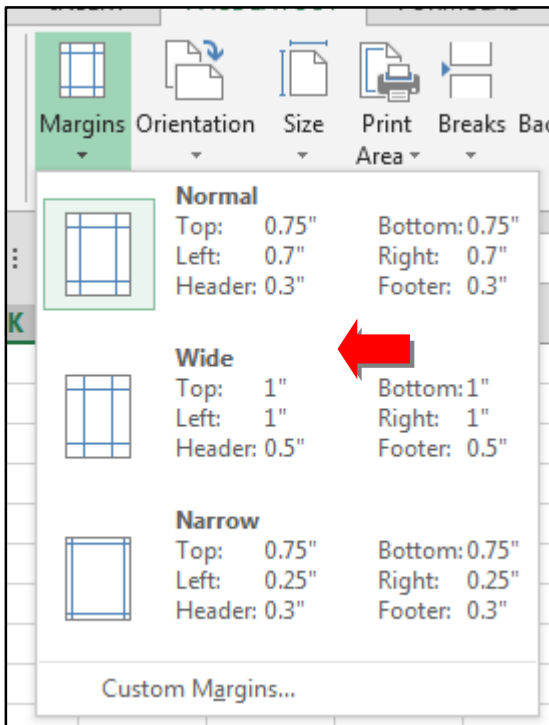 Margins Orientation Size Print Breaks
Area
Normal
Top: 0.75" Bottom: 0.75"
Left: 0.7" Right: 0.7"
Header: 0.3" Footer: 0.3"
K
Wide
Top: 1" Bottom: 1"
Left: 1" Right: 1"
Header: 0.5" Footer: 0.5"
Narrow
Top: 0.75" Bottom: 0.75"
Left: 0.25" Right: 0.25"
Header: 0.3" Footer: 0.3"
Custom Margins...